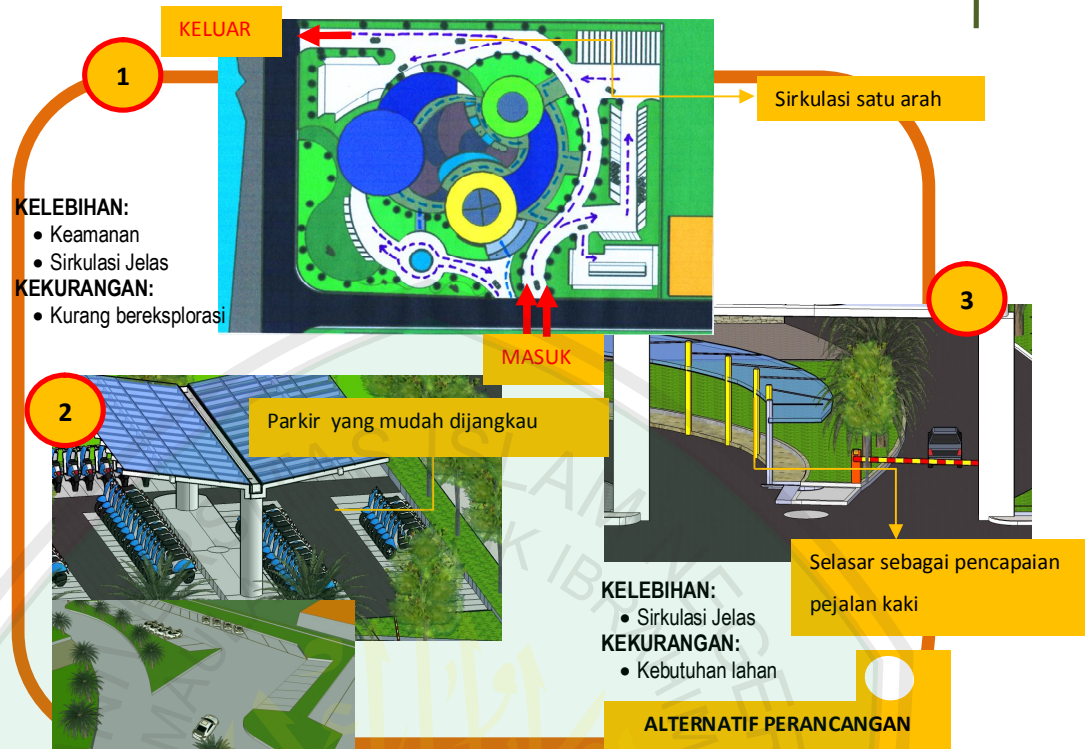 KELUAR
1
Sirkulasi satu arah
KELEBIHAN:
• Keamanan
• Sirkulasi Jelas
KEKURANGAN:
• Kurang bereksplorasi
MASUK
3
2
Parkir yang mudah dijangkau
Selasar sebagai pencapaian
pejalan kaki
KELEBIHAN:
• Sirkulasi Jelas
KEKURANGAN:
• Kebutuhan lahan
ALTERNATIF PERANCANGAN